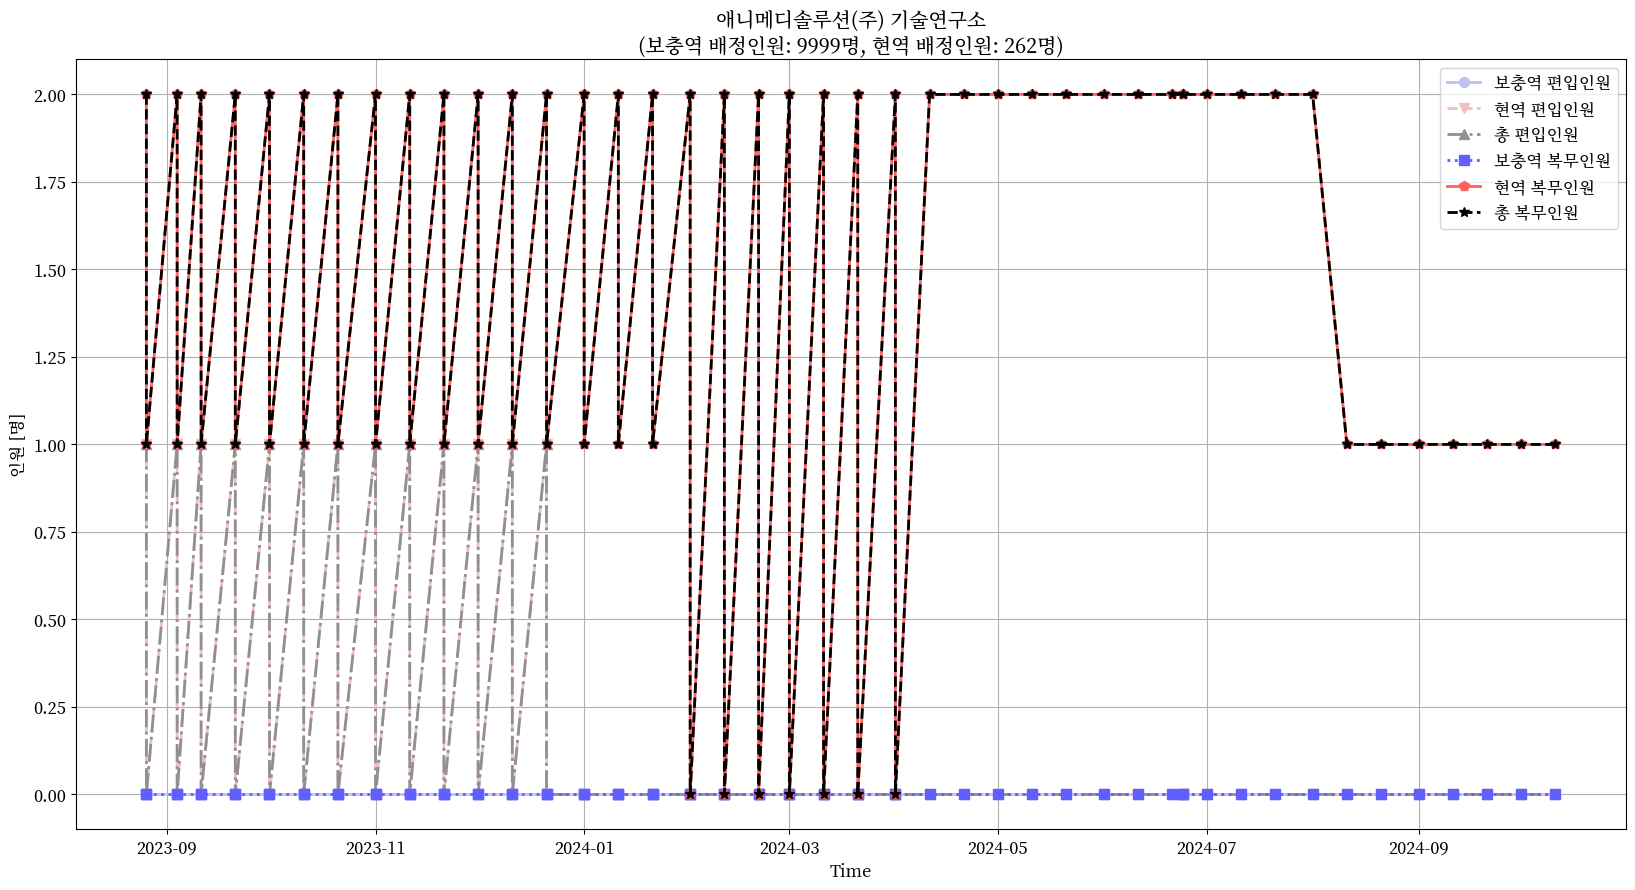 애니메디솔루션(주) 기술연구소
(보충역 배정인원: 9999명, 현역 배정인원: 262명)
보충역 편입인원
현역 편입인원
총 편입인원
보충역 복무인원
현역 복무인원
총 복무인원
인원 [명]
2.00
1.75
1.50
1.25
1.00
0.75
0.50
0.25
0.00
2023-09
2023-11
2024-01
2024-03
2024-05
2024-07
2024-09
Time